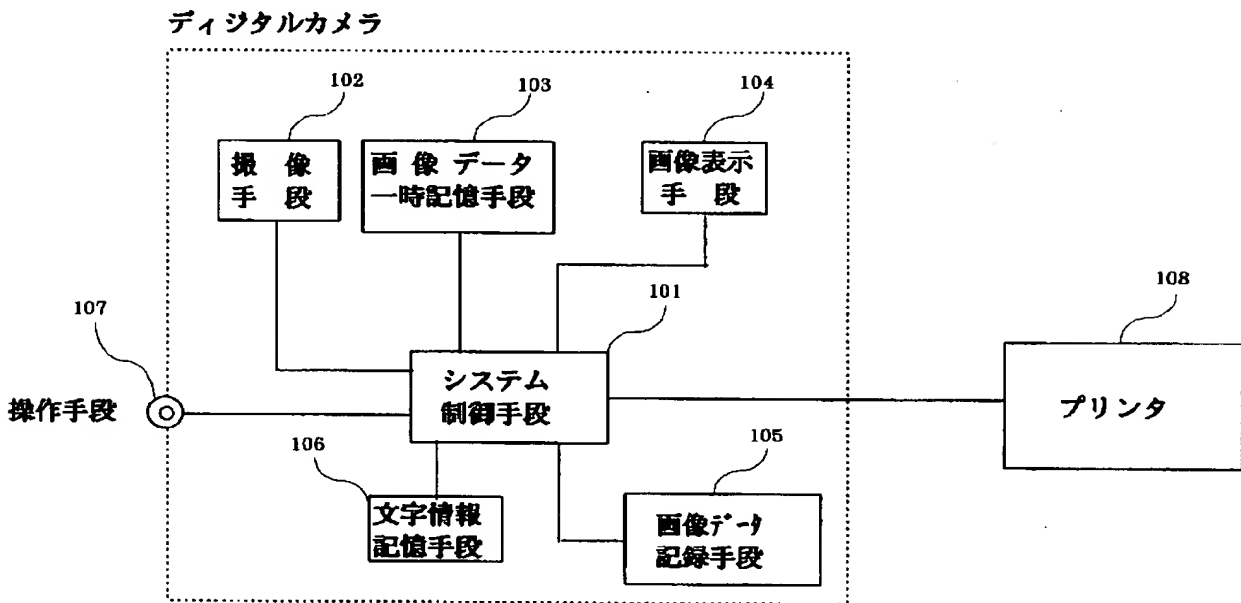 ディジタルカメラ
102
103
104
撮 像
手 段
画 像 データ
一時記憶手段
画像表示
手 段
107
101
108
操作手段
システム
制御手段
プリンタ
106
105
文字情報
記憶手段
画像データ
記録手段